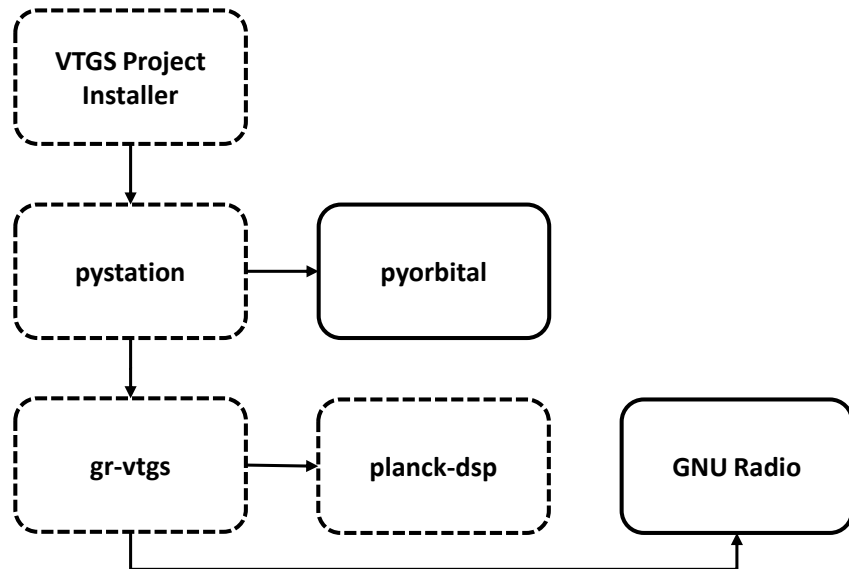 VTGS Project
Installer
pystation
pyorbital
gr-vtgs
planck-dsp
GNU Radio